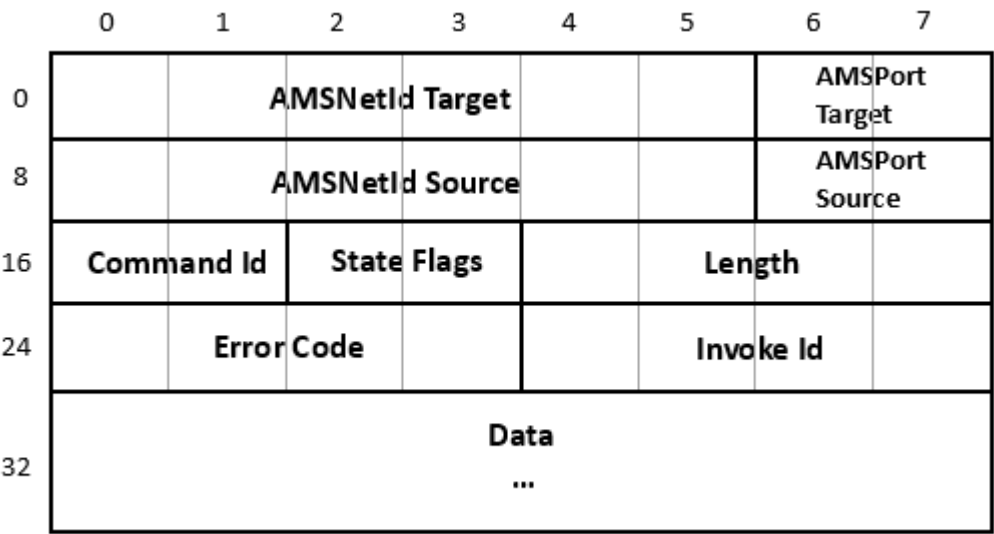 0 1 2 3 4 5 6 7
0 AMSNetId Target AMSPort
Target
8 AMSNetId Source AMSPort
Source
16 Command Id State Flags Length
24 Error Code Invoke Id
Data
32 ...